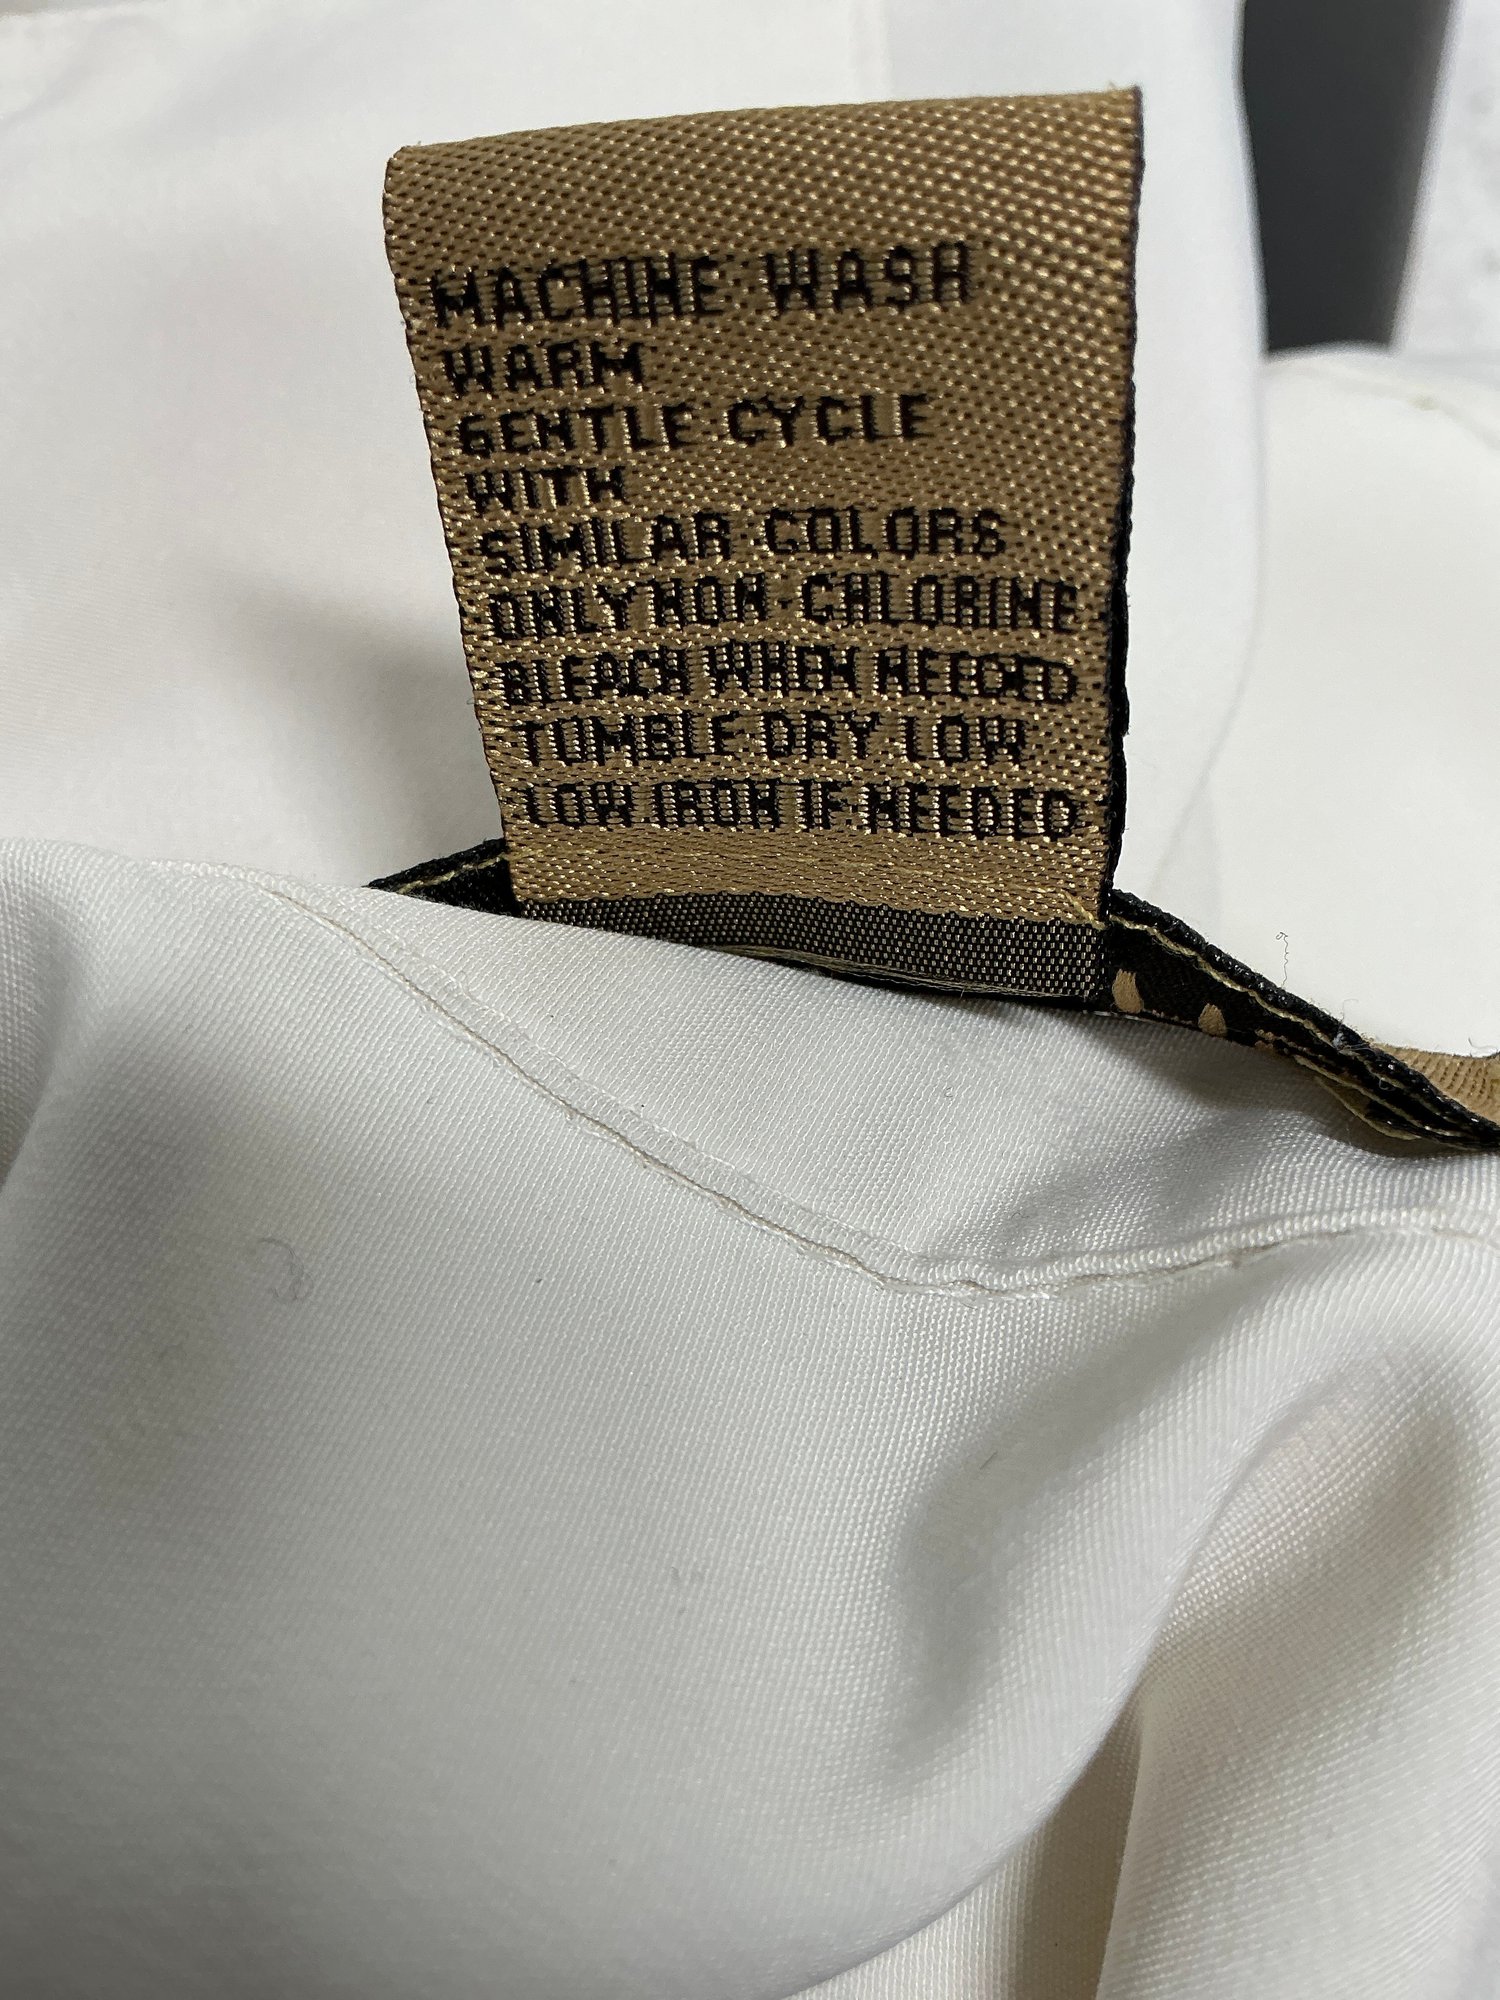 MACHINE WASH
WARM
GENTLE CYCLE
WITH
SIMILAR COLORS
ONLY NON-CHLORINE
BLEACH WHEN NEEDED
TUMBLE DRY LOW
LOW IRON IF NEEDED